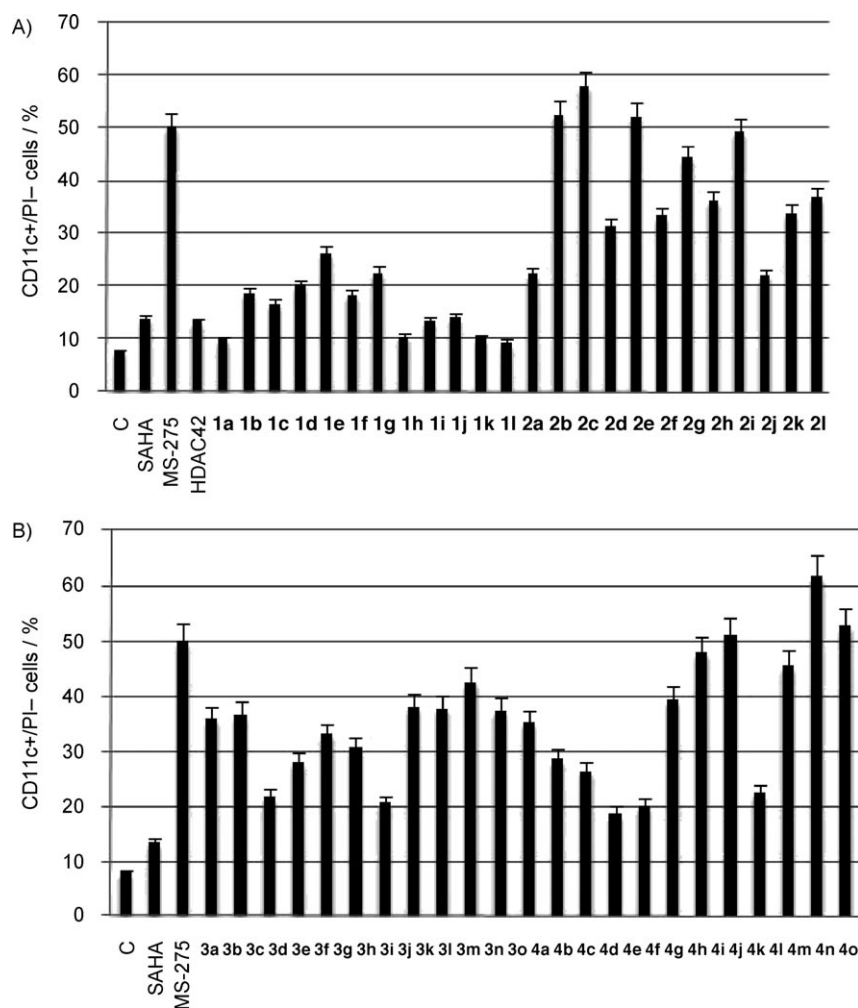 A)
70
60
50
40
30
20
10
0
CD11c+/PI– cells / %
C SAHA MS-275 HDAC42 1a 1b 1c 1d 1e 1f 1g 1h 1i 1j 1k 1l 2a 2b 2c 2d 2e 2f 2g 2h 2i 2j 2k 2l
B)
70
60
50
40
30
20
10
0
CD11c+/PI– cells / %
C SAHA MS-275 3a 3b 3c 3d 3e 3f 3g 3h 3i 3j 3k 3l 3m 3n 3o 4a 4b 4c 4d 4e 4f 4g 4h 4i 4j 4k 4l 4m 4n 4o